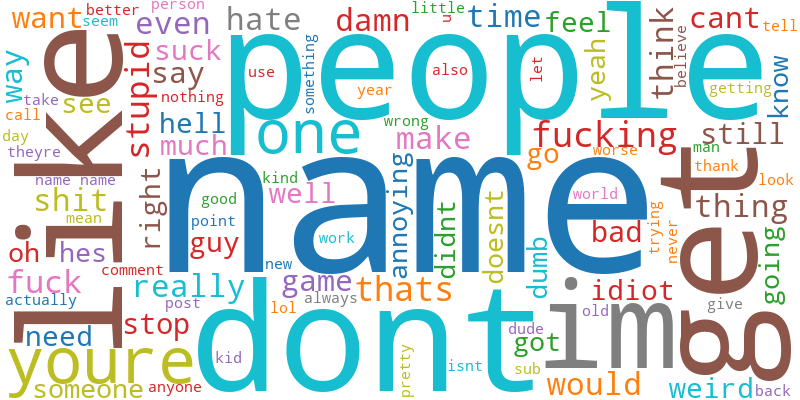 person
better
little
want
seem
even
hate
damn
u
time
feel
cant
tell
like
people
way
suck
say
use
something
year
also
let
yeah
think
believe
know
getting
take
see
stupid
nothing
call
hell
one
wrong
make
fucking
still
day
much
man
theyre
go
worse
thank
look
name
name name
kind
right
good
well
annoying
world
get
shit
mean
point
didnt
doesnt
thing
oh
hes
guy
work
dumb
bad
trying
never
going
fuck
comment
new
really
game
thats
idiot
actually
post
always
im
old
give
need
stop
lol
dont
dude
got
youre
kid
pretty
isnt
sub
someone
anyone
would
weird
back